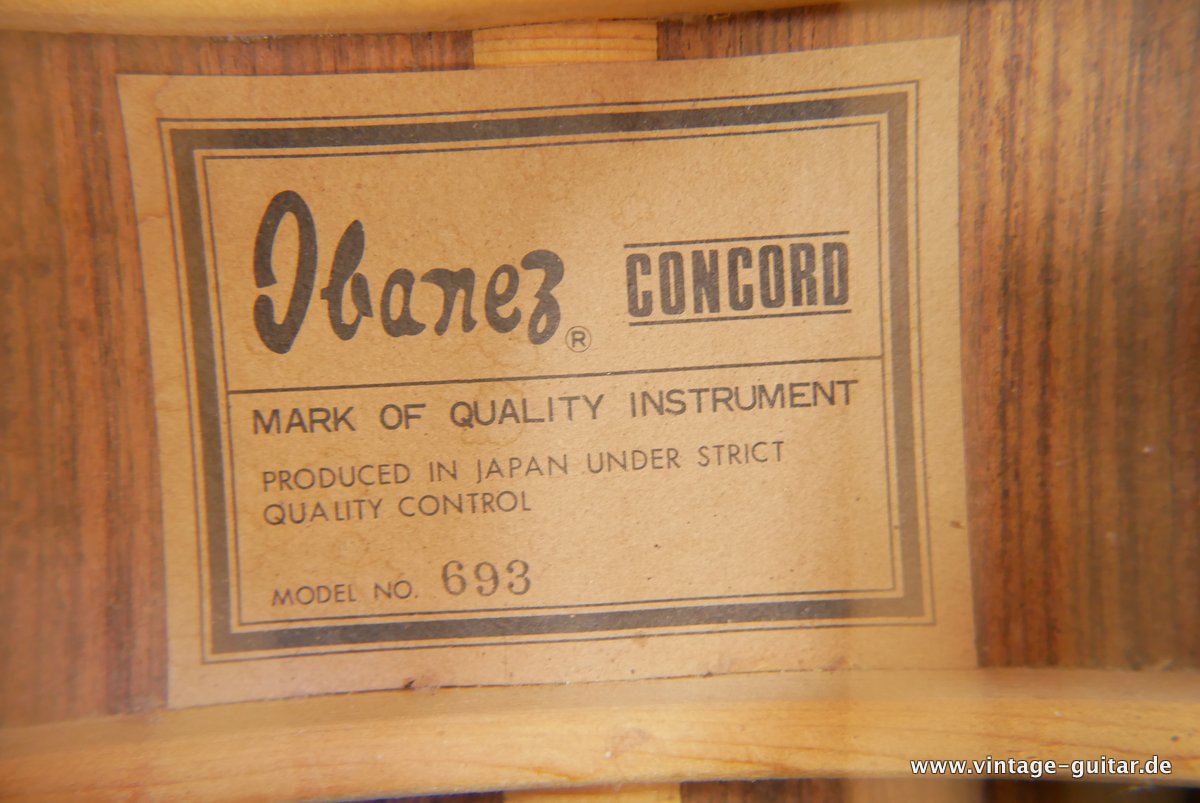 Ibanez® CONCORD
MARK OF QUALITY INSTRUMENT
PRODUCED IN JAPAN UNDER STRICT
QUALITY CONTROL
MODEL NO. 693
www.vintage-guitar.de